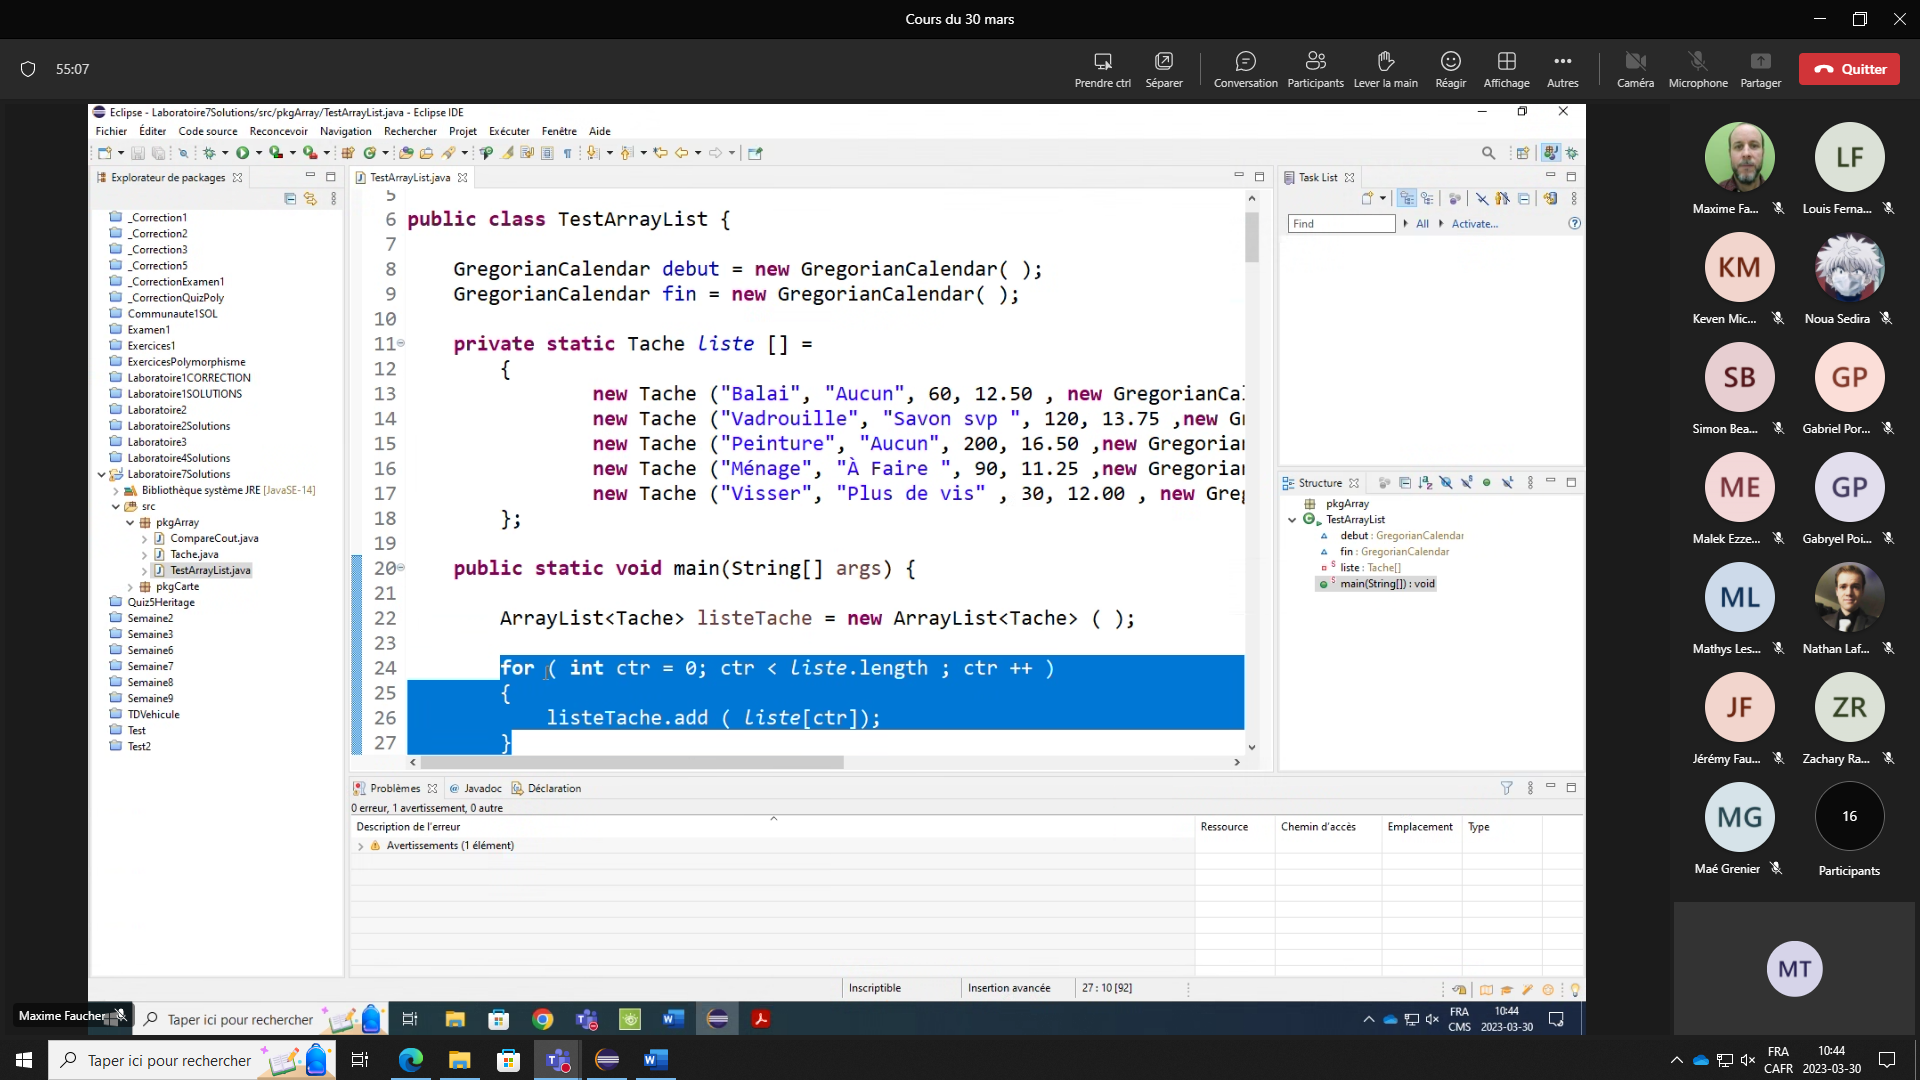 Cours du 30 mars
55:07
Prendre ctrl
Séparer
Conversation
Participants
Lever la main
Réagir
Affichage
Autres
Caméra
Microphone
Partager
Quitter
Eclipse - Laboratoire7Solutions/src/pkgArray/TestArrayList.java - Eclipse IDE
Fichier Éditer Code source Reconcevoir Navigation Rechercher Projet Exécuter Fenêtre Aide
Explorateur de packages
_Correction1
_Correction2
_Correction3
_Correction5
_CorrectionExamen1
_CorrectionQuizPoly
Communaute1SOL
Examen1
Exercices1
ExercicesPolymorphisme
Laboratoire1CORRECTION
Laboratoire1SOLUTIONS
Laboratoire2
Laboratoire2Solutions
Laboratoire3
Laboratoire4Solutions
Laboratoire7Solutions
Bibliothèque système JRE [JavaSE-14]
src
pkgArray
CompareCout.java
Tache.java
TestArrayList.java
pkgCarte
Quiz5Heritage
Semaine2
Semaine3
Semaine6
Semaine7
Semaine8
Semaine9
TDVehicule
Test
Test2
TestArrayList.java
5
6 public class TestArrayList {
7
8 GregorianCalendar debut = new GregorianCalendar( );
9 GregorianCalendar fin = new GregorianCalendar( );
10
11 private static Tache liste [] =
12 {
13 new Tache ("Balai", "Aucun", 60, 12.50 , new GregorianCal
14 new Tache ("Vadrouille", "Savon svp ", 120, 13.75 ,new Gr
15 new Tache ("Peinture", "Aucun", 200, 16.50 ,new Gregorian
16 new Tache ("Ménage", "À Faire ", 90, 11.25 ,new Gregorian
17 new Tache ("Visser", "Plus de vis" , 30, 12.00 , new Greg
18 };
19
20 public static void main(String[] args) {
21
22 ArrayList<Tache> listeTache = new ArrayList<Tache> ( );
23
24 for ( int ctr = 0; ctr < liste.length ; ctr ++ )
25 {
26 listeTache.add ( liste[ctr]);
27 }
Task List
Find
All
Activate...
Structure
pkgArray
TestArrayList
debut : GregorianCalendar
fin : GregorianCalendar
liste : Tache[]
main(String[]) : void
Problèmes
@ Javadoc
Déclaration
0 erreur, 1 avertissement, 0 autre
Description de l'erreur
Ressource
Chemin d'accès
Emplacement
Type
Avertissements (1 élément)
Inscriptible
Insertion avancée
27 : 10 [92]
Maxime Faucher
Taper ici pour rechercher
FRA
CMS
10:44
2023-03-30
Maxime Fa...
LF
Louis Ferna...
KM
Keven Mic...
Noua Sedira
SB
Simon Bea...
GP
Gabriel Por...
ME
Malek Ezze...
GP
Gabryel Poi...
ML
Mathys Les...
Nathan Laf...
JF
Jérémy Fau...
ZR
Zachary Ra...
MG
Maé Grenier
16
Participants
MT
Taper ici pour rechercher
FRA
CAFR
10:44
2023-03-30